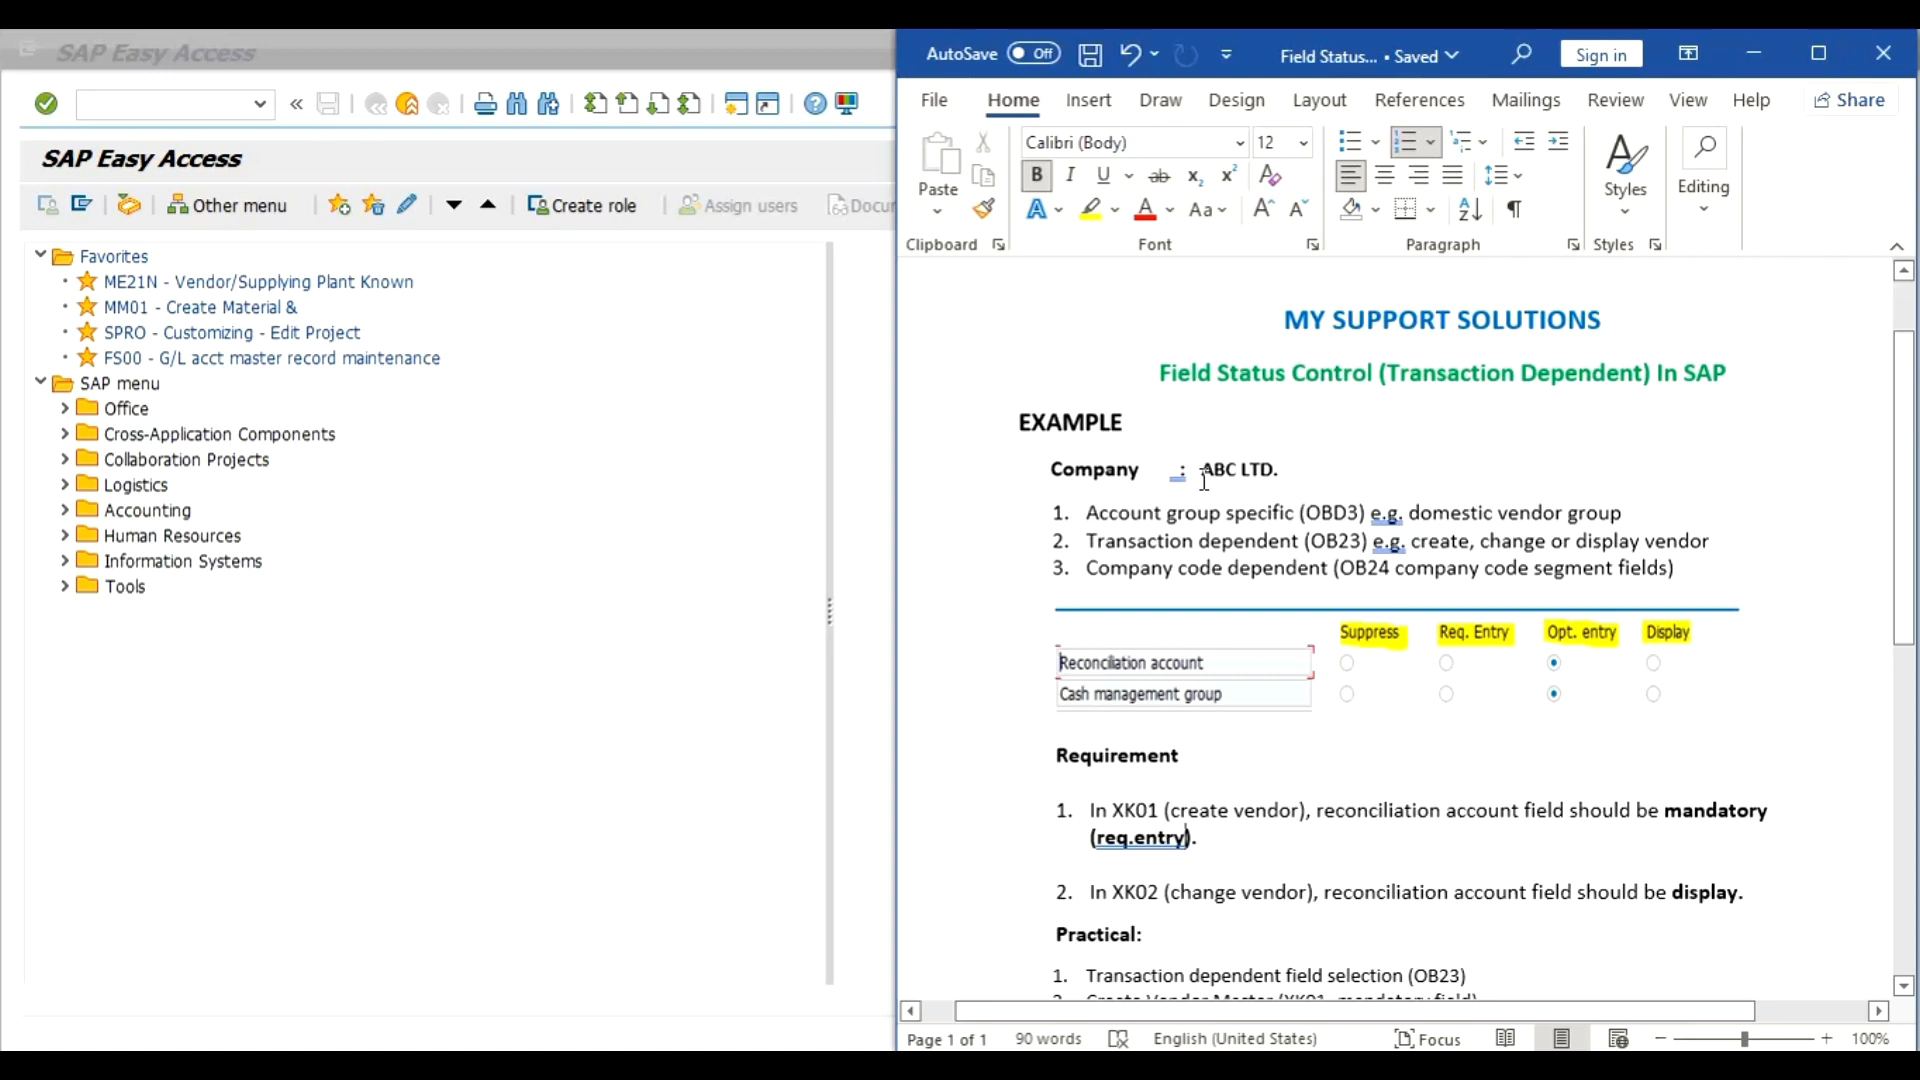 SAP Easy Access
SAP Easy Access
Other menu
Create role
Assign users
Docu
Favorites
ME21N - Vendor/Supplying Plant Known
MM01 - Create Material &
SPRO - Customizing - Edit Project
FS00 - G/L acct master record maintenance
SAP menu
Office
Cross-Application Components
Collaboration Projects
Logistics
Accounting
Human Resources
Information Systems
Tools
AutoSave Off Field Status... • Saved Sign in
File Home Insert Draw Design Layout References Mailings Review View Help Share
Calibri (Body) 12
Paste Styles Editing
Clipboard Font Paragraph Styles
MY SUPPORT SOLUTIONS
Field Status Control (Transaction Dependent) In SAP
EXAMPLE
Company : ABC LTD.
1. Account group specific (OBD3) e.g. domestic vendor group
2. Transaction dependent (OB23) e.g. create, change or display vendor
3. Company code dependent (OB24 company code segment fields)
Suppress Req. Entry Opt. entry Display
Reconciliation account
Cash management group
Requirement
1. In XK01 (create vendor), reconciliation account field should be mandatory
(req.entry).
2. In XK02 (change vendor), reconciliation account field should be display.
Practical:
1. Transaction dependent field selection (OB23)
2. Create Vendor Master (XK01, mandatory field)
Page 1 of 1 90 words English (United States) Focus 100%